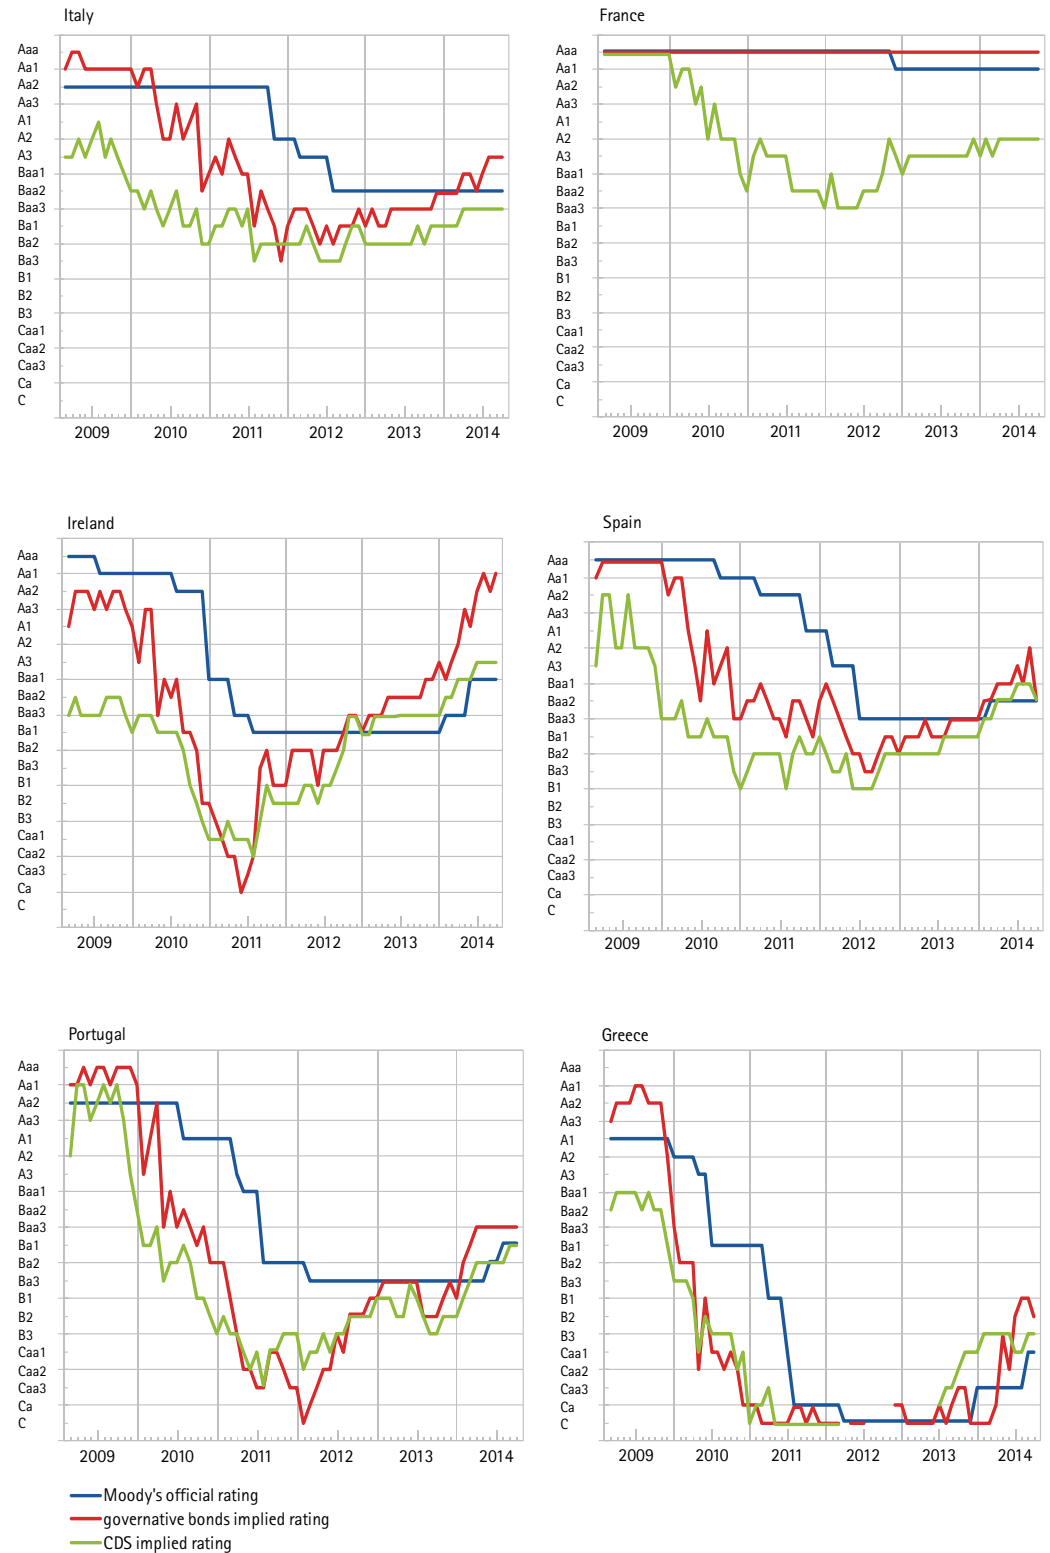 Italy
Aaa
Aa1
Aa2
Aa3
A1
A2
A3
Baa1
Baa2
Baa3
Ba1
Ba2
Ba3
B1
B2
B3
Caa1
Caa2
Caa3
Ca
C
2009 2010 2011 2012 2013 2014
France
Aaa
Aa1
Aa2
Aa3
A1
A2
A3
Baa1
Baa2
Baa3
Ba1
Ba2
Ba3
B1
B2
B3
Caa1
Caa2
Caa3
Ca
C
2009 2010 2011 2012 2013 2014
Ireland
Aaa
Aa1
Aa2
Aa3
A1
A2
A3
Baa1
Baa2
Baa3
Ba1
Ba2
Ba3
B1
B2
B3
Caa1
Caa2
Caa3
Ca
C
2009 2010 2011 2012 2013 2014
Spain
Aaa
Aa1
Aa2
Aa3
A1
A2
A3
Baa1
Baa2
Baa3
Ba1
Ba2
Ba3
B1
B2
B3
Caa1
Caa2
Caa3
Ca
C
2009 2010 2011 2012 2013 2014
Portugal
Aaa
Aa1
Aa2
Aa3
A1
A2
A3
Baa1
Baa2
Baa3
Ba1
Ba2
Ba3
B1
B2
B3
Caa1
Caa2
Caa3
Ca
C
2009 2010 2011 2012 2013 2014
Greece
Aaa
Aa1
Aa2
Aa3
A1
A2
A3
Baa1
Baa2
Baa3
Ba1
Ba2
Ba3
B1
B2
B3
Caa1
Caa2
Caa3
Ca
C
2009 2010 2011 2012 2013 2014
Moody's official rating
governative bonds implied rating
CDS implied rating